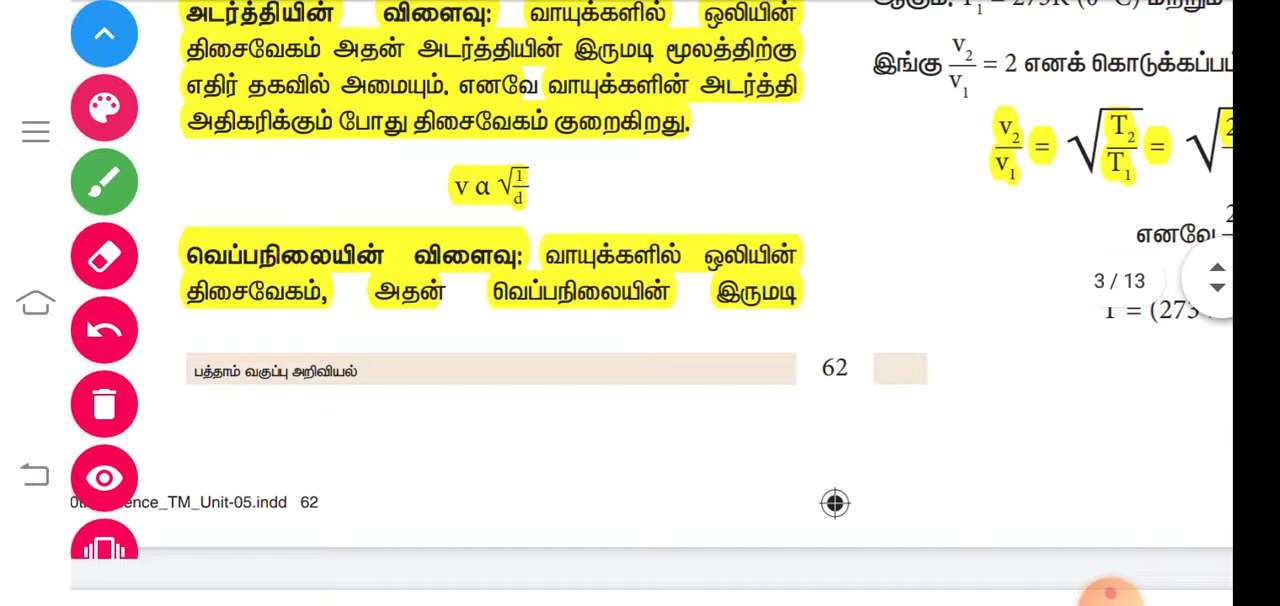 அடர்த்தியின் விளைவு: வாயுக்களில் ஒலியின்
திசைவேகம் அதன் அடர்த்தியின் இருமடி மூலத்திற்கு
எதிர் தகவில் அமையும். எனவே வாயுக்களின் அடர்த்தி
அதிகரிக்கும் போது திசைவேகம் குறைகிறது.
v α √1/d
வெப்பநிலையின் விளைவு: வாயுக்களில் ஒலியின்
திசைவேகம், அதன் வெப்பநிலையின் இருமடி
பத்தாம் வகுப்பு அறிவியல் 62
ence_TM_Unit-05.indd 62
இங்கு v₂/v₁ = 2 எனக்
v₂/v₁ = √T₂/T₁ = √
எனவே
3 / 13
= (273